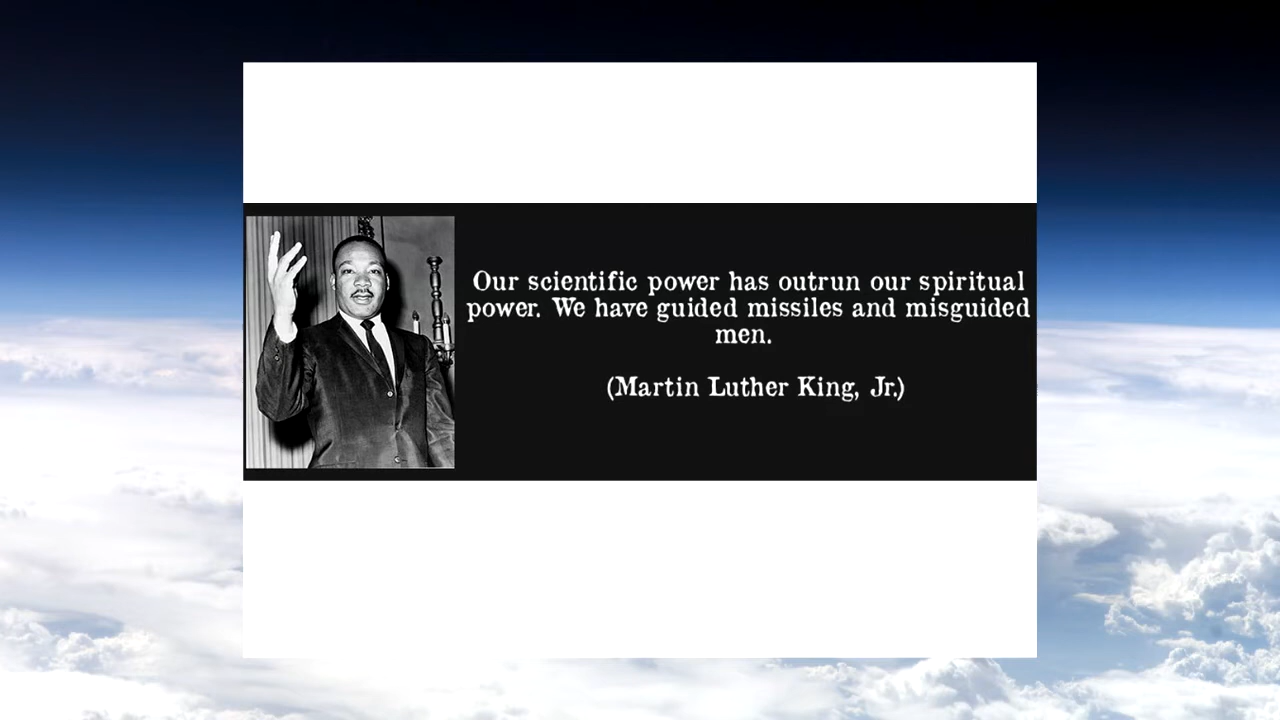 Our scientific power has outrun our spiritual
power. We have guided missiles and misguided
men.
(Martin Luther King, Jr.)